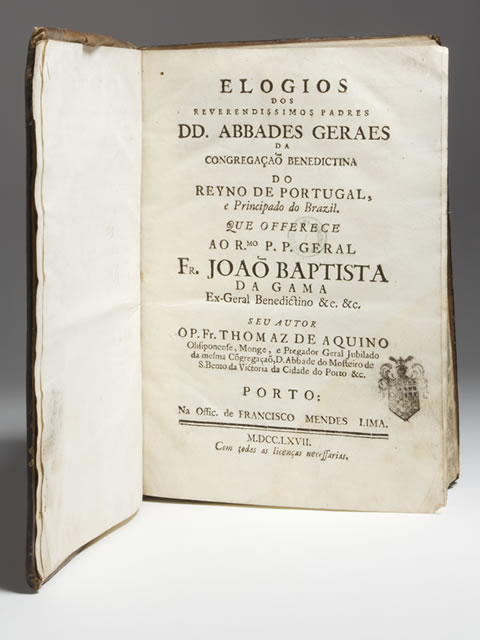 ELOGIOS
DOS
REVERENDISSIMOS PADRES
DD. ABBADES GERAES
DA
CONGREGAÇAÕ BENEDICTINA
DO
REYNO DE PORTUGAL,
e Principado do Brazil.
QUE OFFERECE
AO R.MO P. P. GERAL
FR. JOAÕ BAPTISTA
DA GAMA
Ex-Geral Benedictino &c. &c.
SEU AUTOR
O P. Fr. THOMAZ DE AQUINO
Olisiponense, Monge, e Prégador Geral Jubilado
da mesma Cõgregaçaõ, D. Abbade do Mosteiro de
S. Bento da Victoria da Cidade do Porto &c.
PORTO:
Na Offic. de FRANCISCO MENDES LIMA.
M.DCC.LXVII.
Com todas as licenças necessarias.